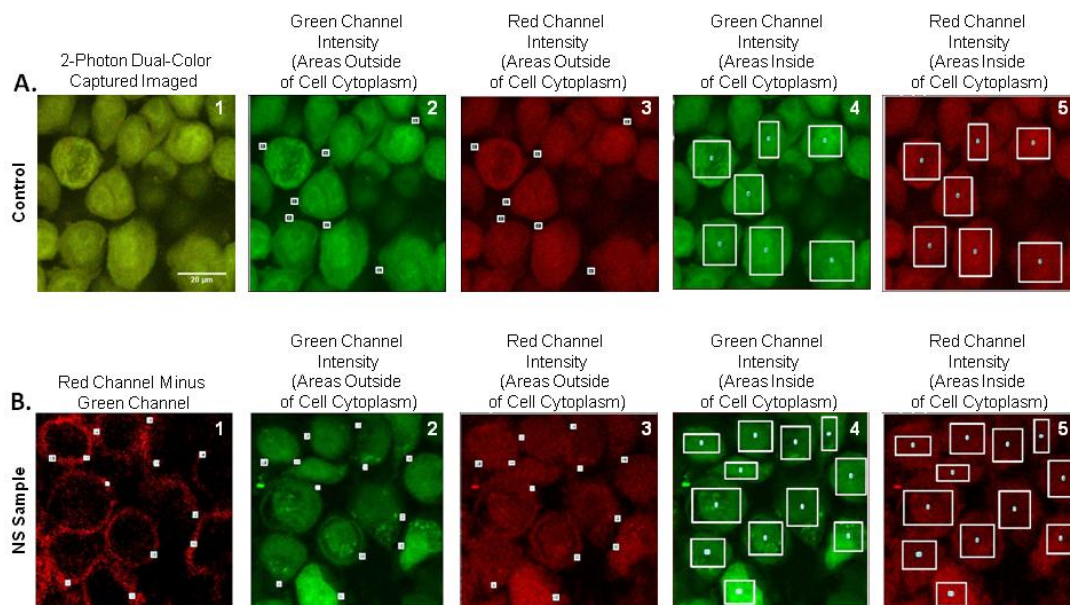 A.
2-Photon Dual-Color
Captured Imaged
Green Channel
Intensity
(Areas Outside
of Cell Cytoplasm)
Red Channel
Intensity
(Areas Outside
of Cell Cytoplasm)
Green Channel
Intensity
(Areas Inside
of Cell Cytoplasm)
Red Channel
Intensity
(Areas Inside
of Cell Cytoplasm)
Control
1
2
3
4
5
20 µm
B.
Red Channel Minus
Green Channel
Green Channel
Intensity
(Areas Outside
of Cell Cytoplasm)
Red Channel
Intensity
(Areas Outside
of Cell Cytoplasm)
Green Channel
Intensity
(Areas Inside
of Cell Cytoplasm)
Red Channel
Intensity
(Areas Inside
of Cell Cytoplasm)
NS Sample
1
2
3
4
5